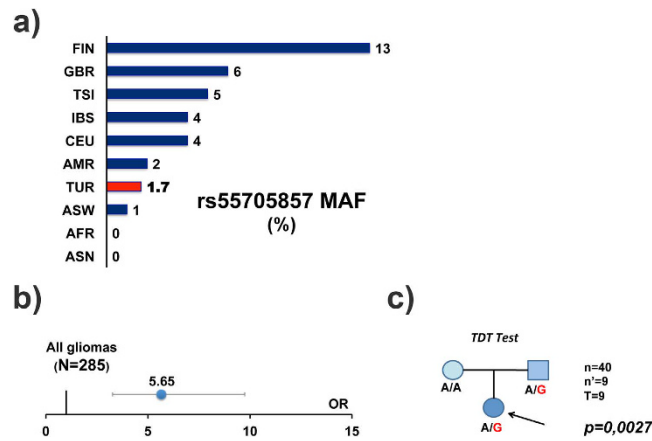 a)
FIN 13
GBR 6
TSI 5
IBS 4
CEU 4
AMR 2
TUR 1.7
ASW 1
AFR 0
ASN 0
rs55705857 MAF
(%)
b)
All gliomas
(N=285)
5.65
OR
0 5 10 15
c)
TDT Test
A/A
A/G
A/G
n=40
n'=9
T=9
p=0,0027